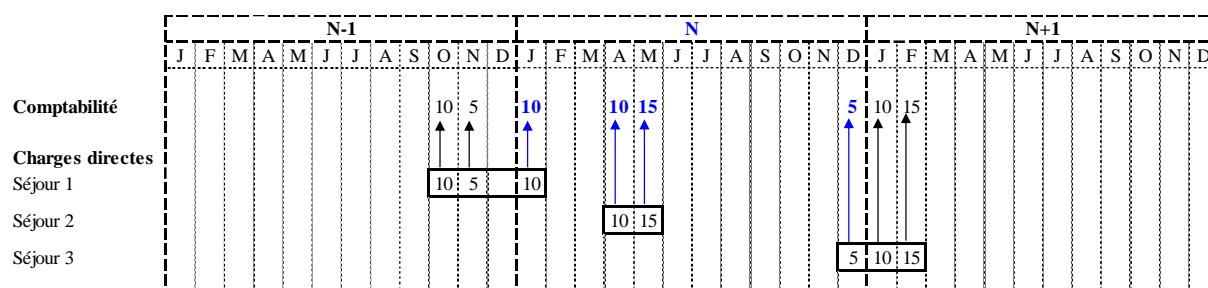 N-1 N N+1
J F M A M J J A S O N D J F M A M J J A S O N D J F M A M J J A S O N D
Comptabilité 10 5 10 10 15 5 10 15
Charges directes
Séjour 1 10 5 10
Séjour 2 10 15
Séjour 3 5 10 15